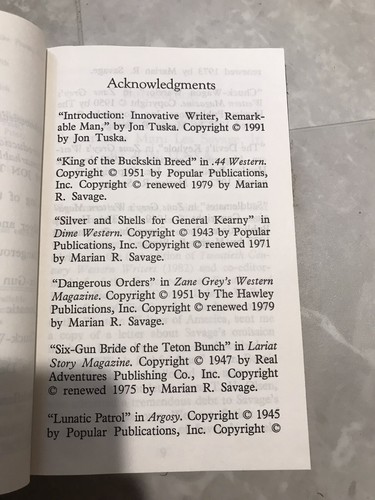 Acknowledgments
“Introduction: Innovative Writer, Remark-
able Man,” by Jon Tuska. Copyright © 1991
by Jon Tuska.
“King of the Buckskin Breed” in .44 Western.
Copyright © 1951 by Popular Publications,
Inc. Copyright © renewed 1979 by Marian
R. Savage.
“Silver and Shells for General Kearny” in
Dime Western. Copyright © 1943 by Popular
Publications, Inc. Copyright © renewed 1971
by Marian R. Savage.
“Dangerous Orders” in Zane Grey's Western
Magazine. Copyright © 1951 by The Hawley
Publications, Inc. Copyright © renewed 1979
by Marian R. Savage.
“Six-Gun Bride of the Teton Bunch” in Lariat
Story Magazine. Copyright © 1947 by Real
Adventures Publishing Co., Inc. Copyright
© renewed 1975 by Marian R. Savage.
“Lunatic Patrol” in Argosy. Copyright © 1945
by Popular Publications, Inc. Copyright ©